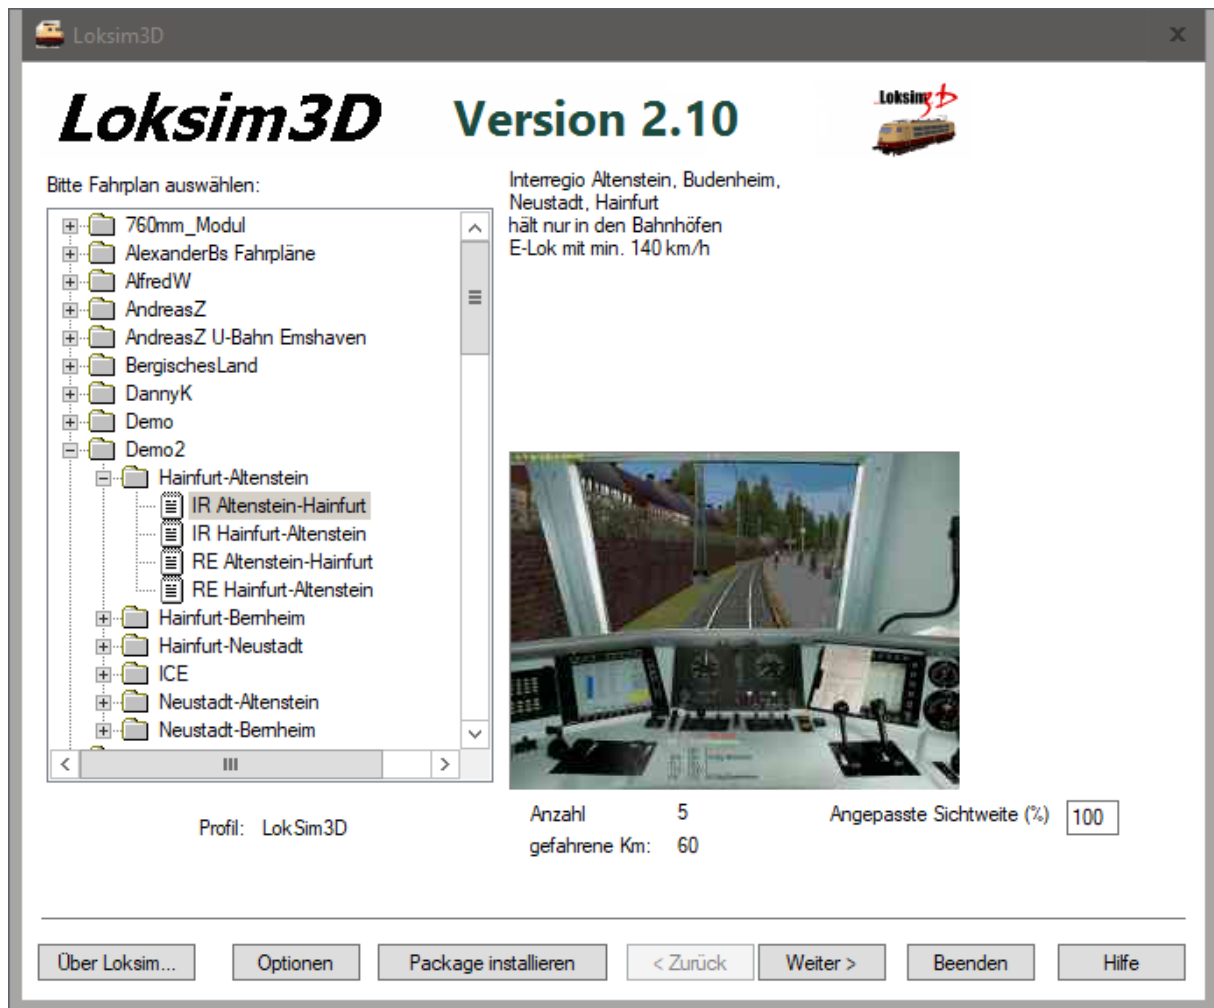 Loksim3D
x
Loksim3D Version 2.10
Loksim3D
Bitte Fahrplan auswählen:
Interregio Altenstein, Budenheim,
Neustadt, Hainfurt
hält nur in den Bahnhöfen
E-Lok mit min. 140 km/h
760mm_Modul
AlexanderBs Fahrpläne
AlfredW
AndreasZ
AndreasZ U-Bahn Emshaven
BergischesLand
DannyK
Demo
Demo2
Hainfurt-Altenstein
IR Altenstein-Hainfurt
IR Hainfurt-Altenstein
RE Altenstein-Hainfurt
RE Hainfurt-Altenstein
Hainfurt-Bernheim
Hainfurt-Neustadt
ICE
Neustadt-Altenstein
Neustadt-Bernheim
Profil: LokSim3D
Anzahl 5
gefahrene Km: 60
Angepasste Sichtweite (%) 100
Über Loksim...
Optionen
Package installieren
< Zurück
Weiter >
Beenden
Hilfe